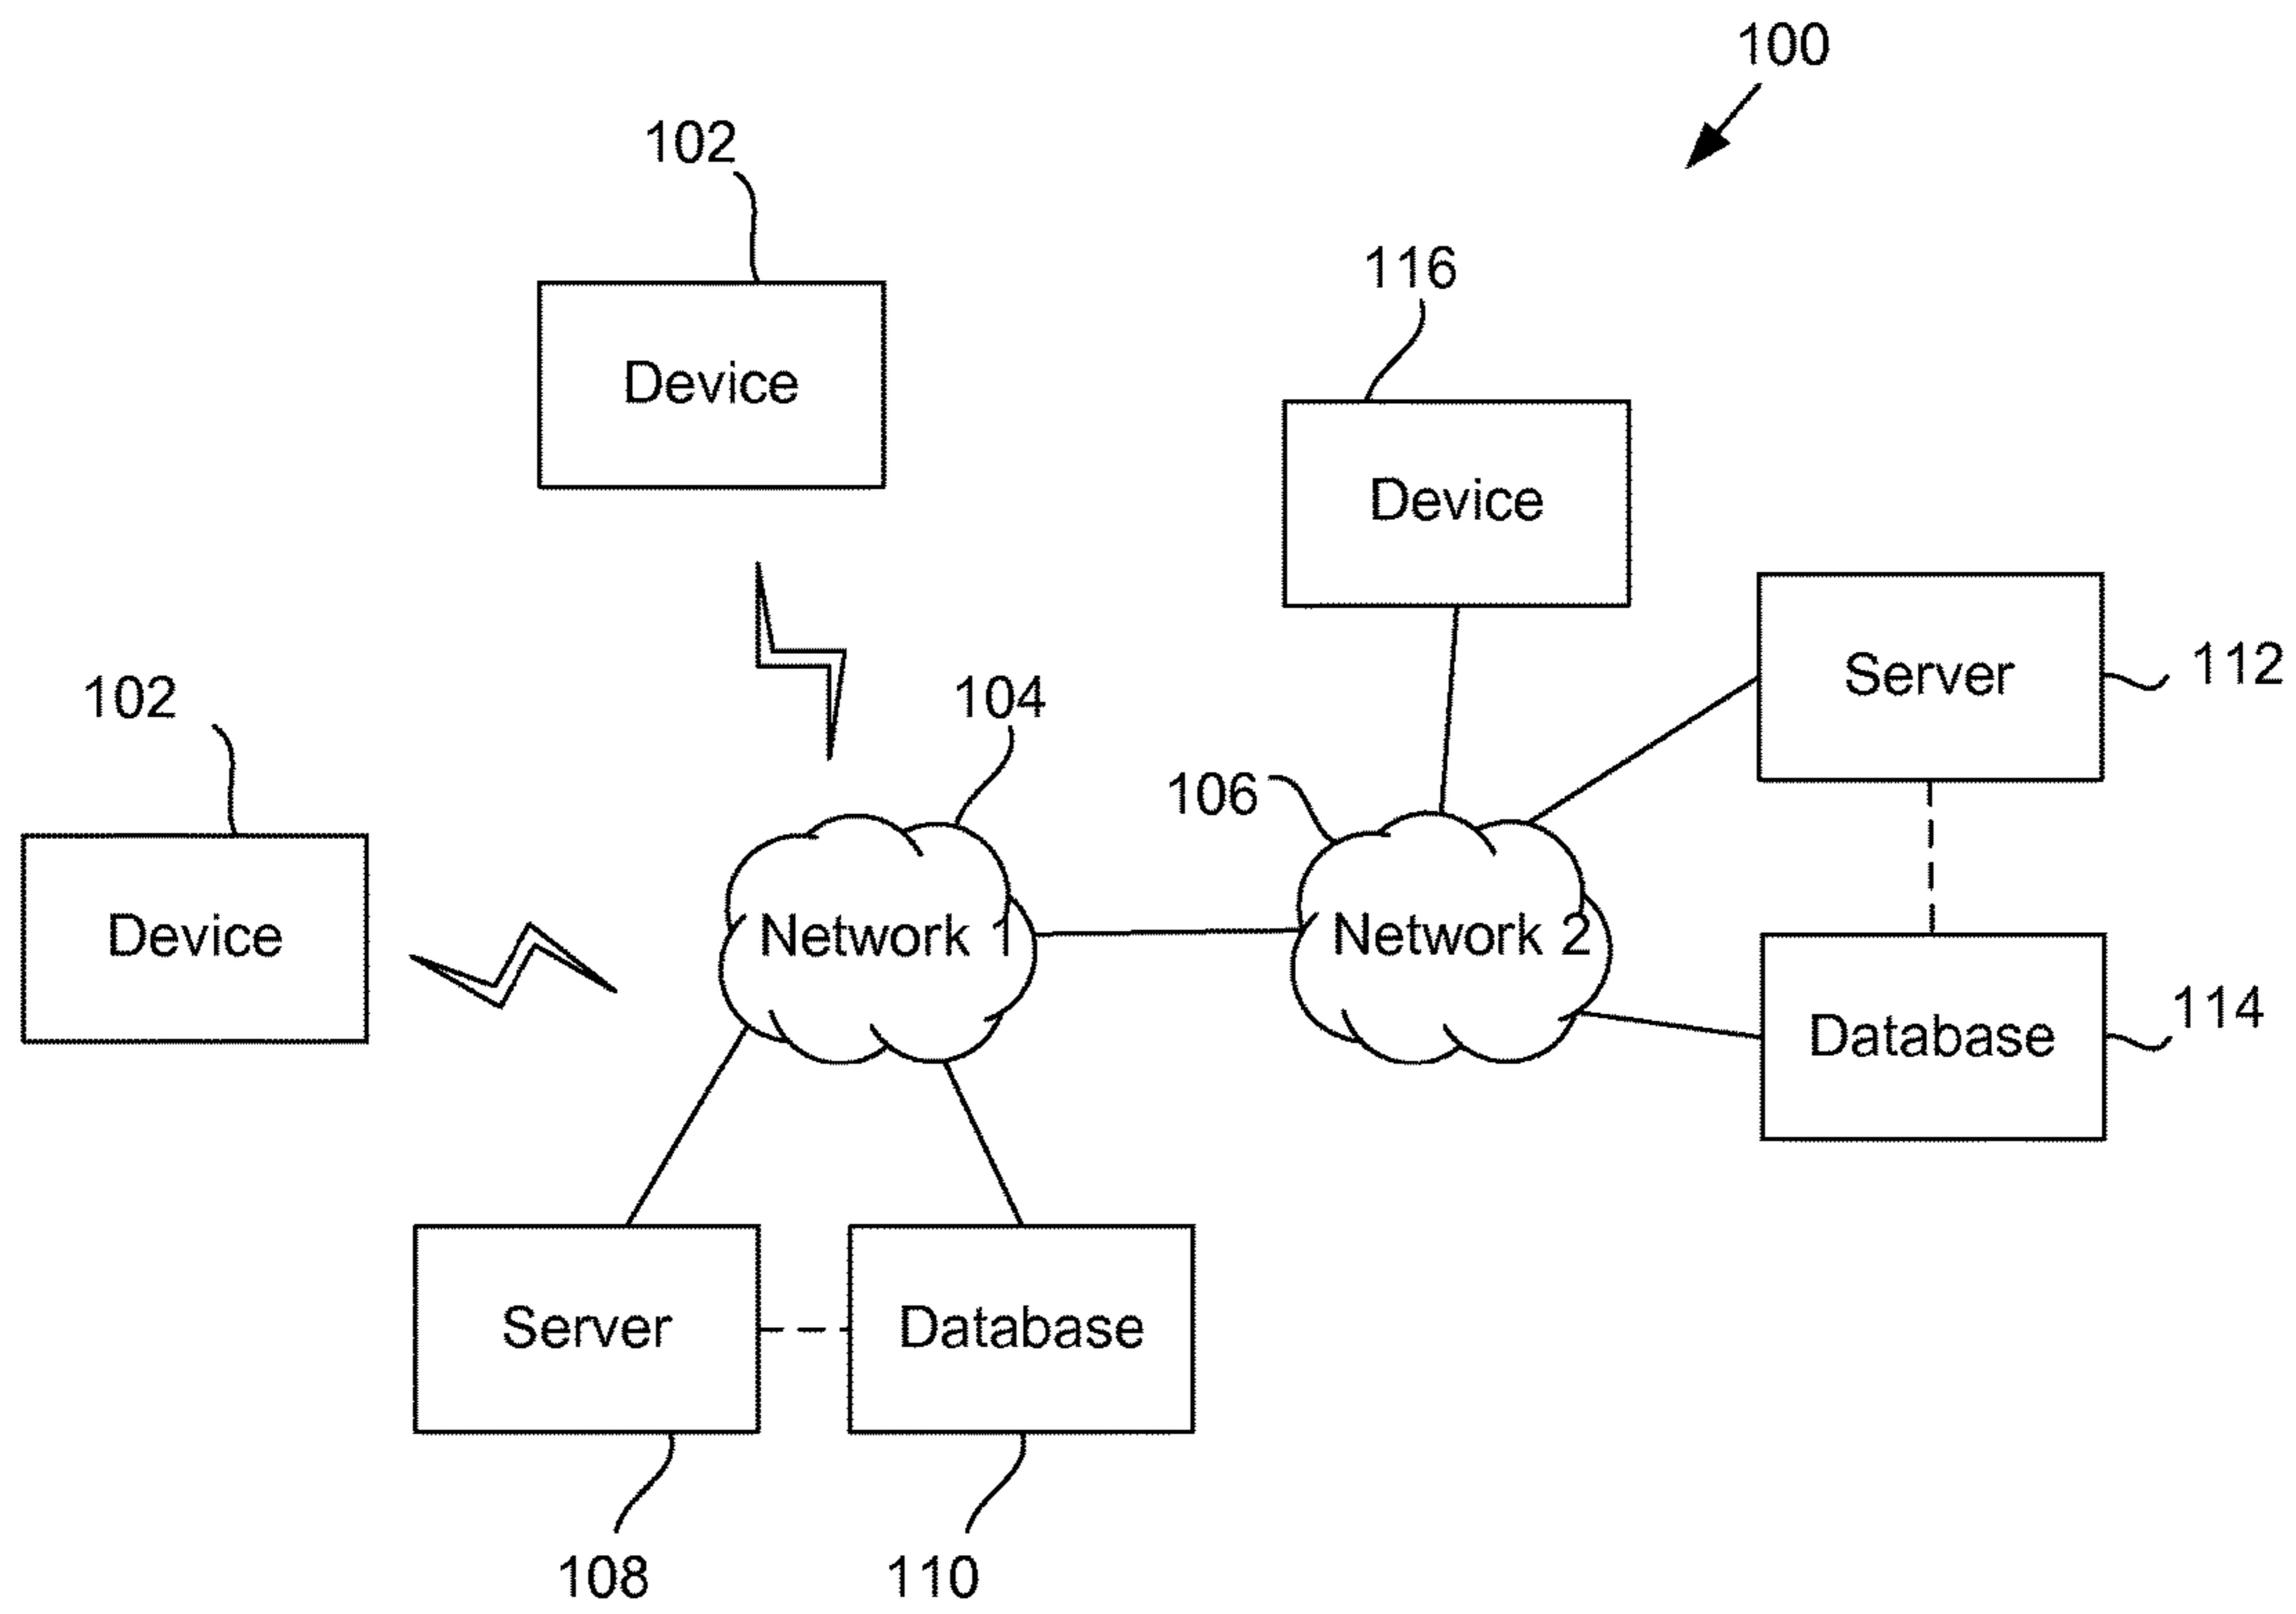 100
102
Device
116
Device
Server
112
102
104
106
Device
Network 1
Network 2
Database
114
Server
Database
108
110